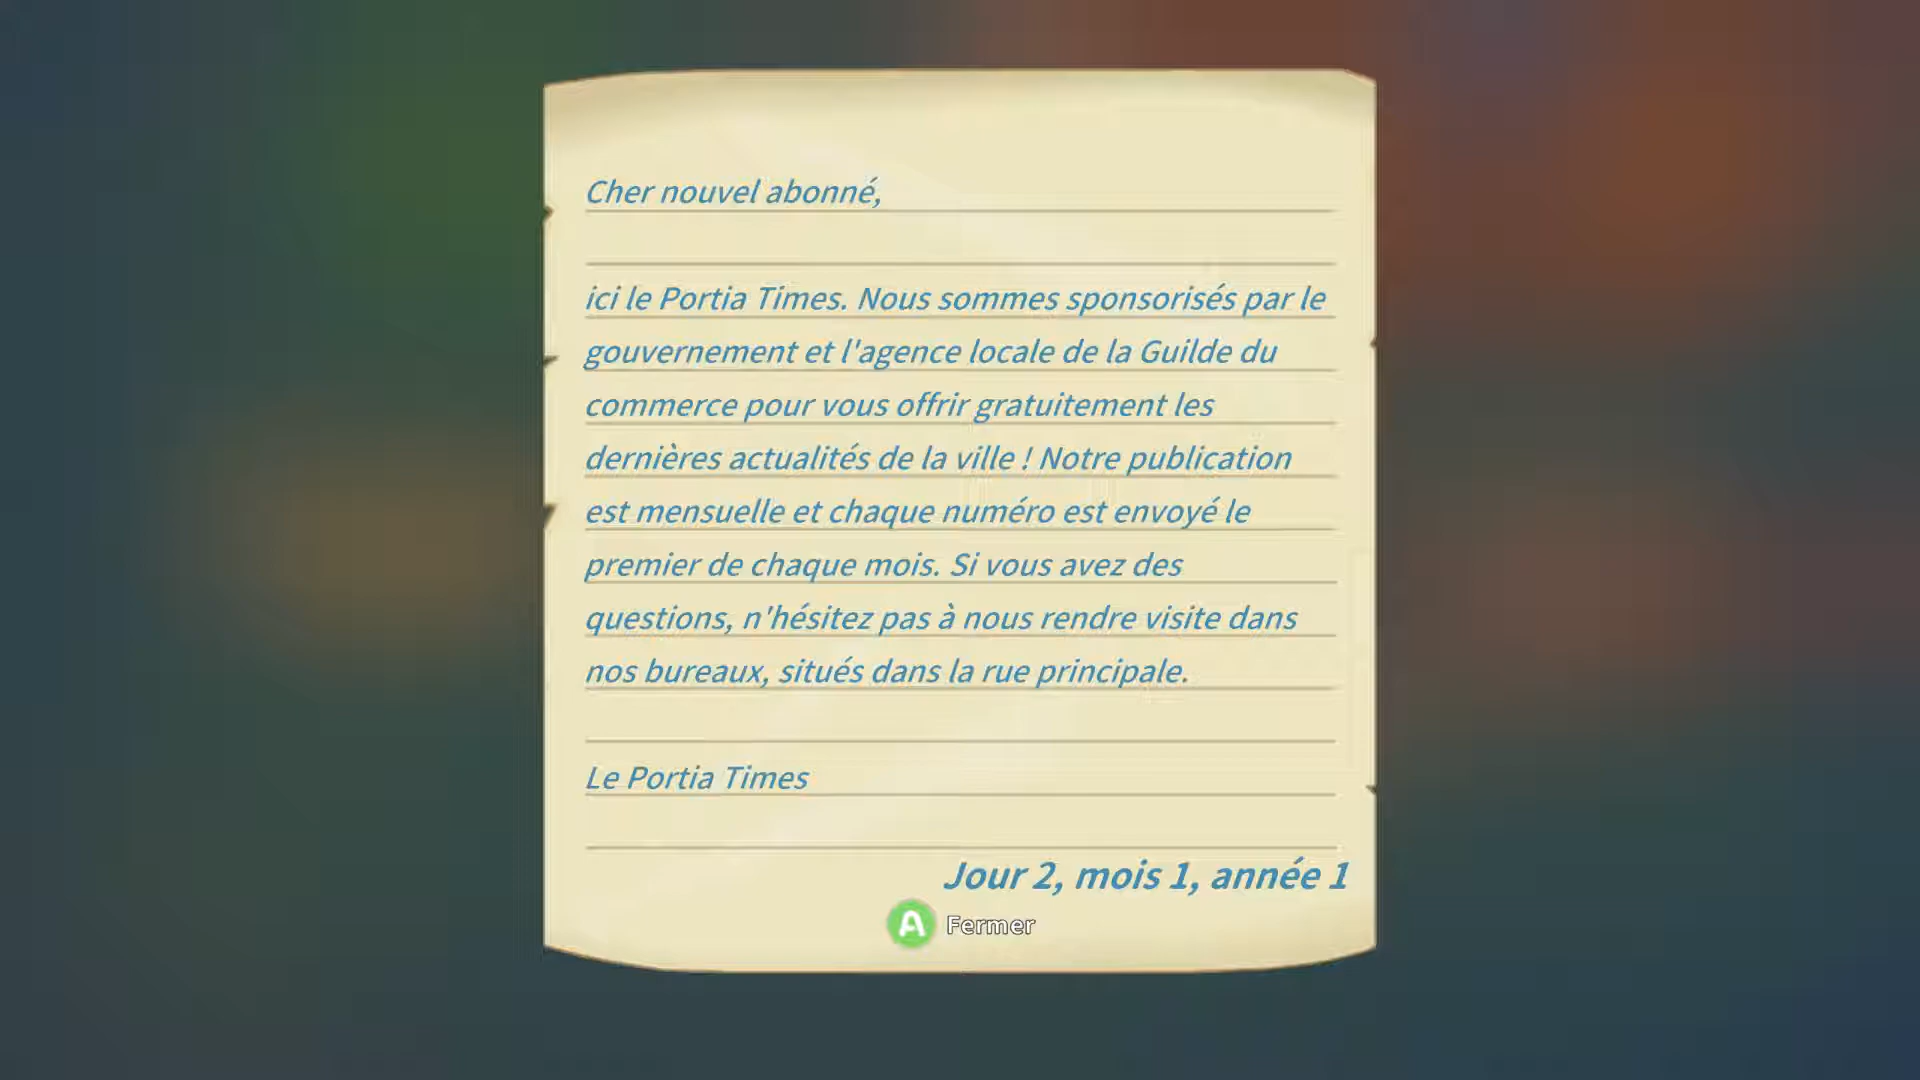 Cher nouvel abonné,
ici le Portia Times. Nous sommes sponsorisés par le
gouvernement et l'agence locale de la Guilde du
commerce pour vous offrir gratuitement les
dernières actualités de la ville ! Notre publication
est mensuelle et chaque numéro est envoyé le
premier de chaque mois. Si vous avez des
questions, n'hésitez pas à nous rendre visite dans
nos bureaux, situés dans la rue principale.
Le Portia Times
Jour 2, mois 1, année 1
A Fermer